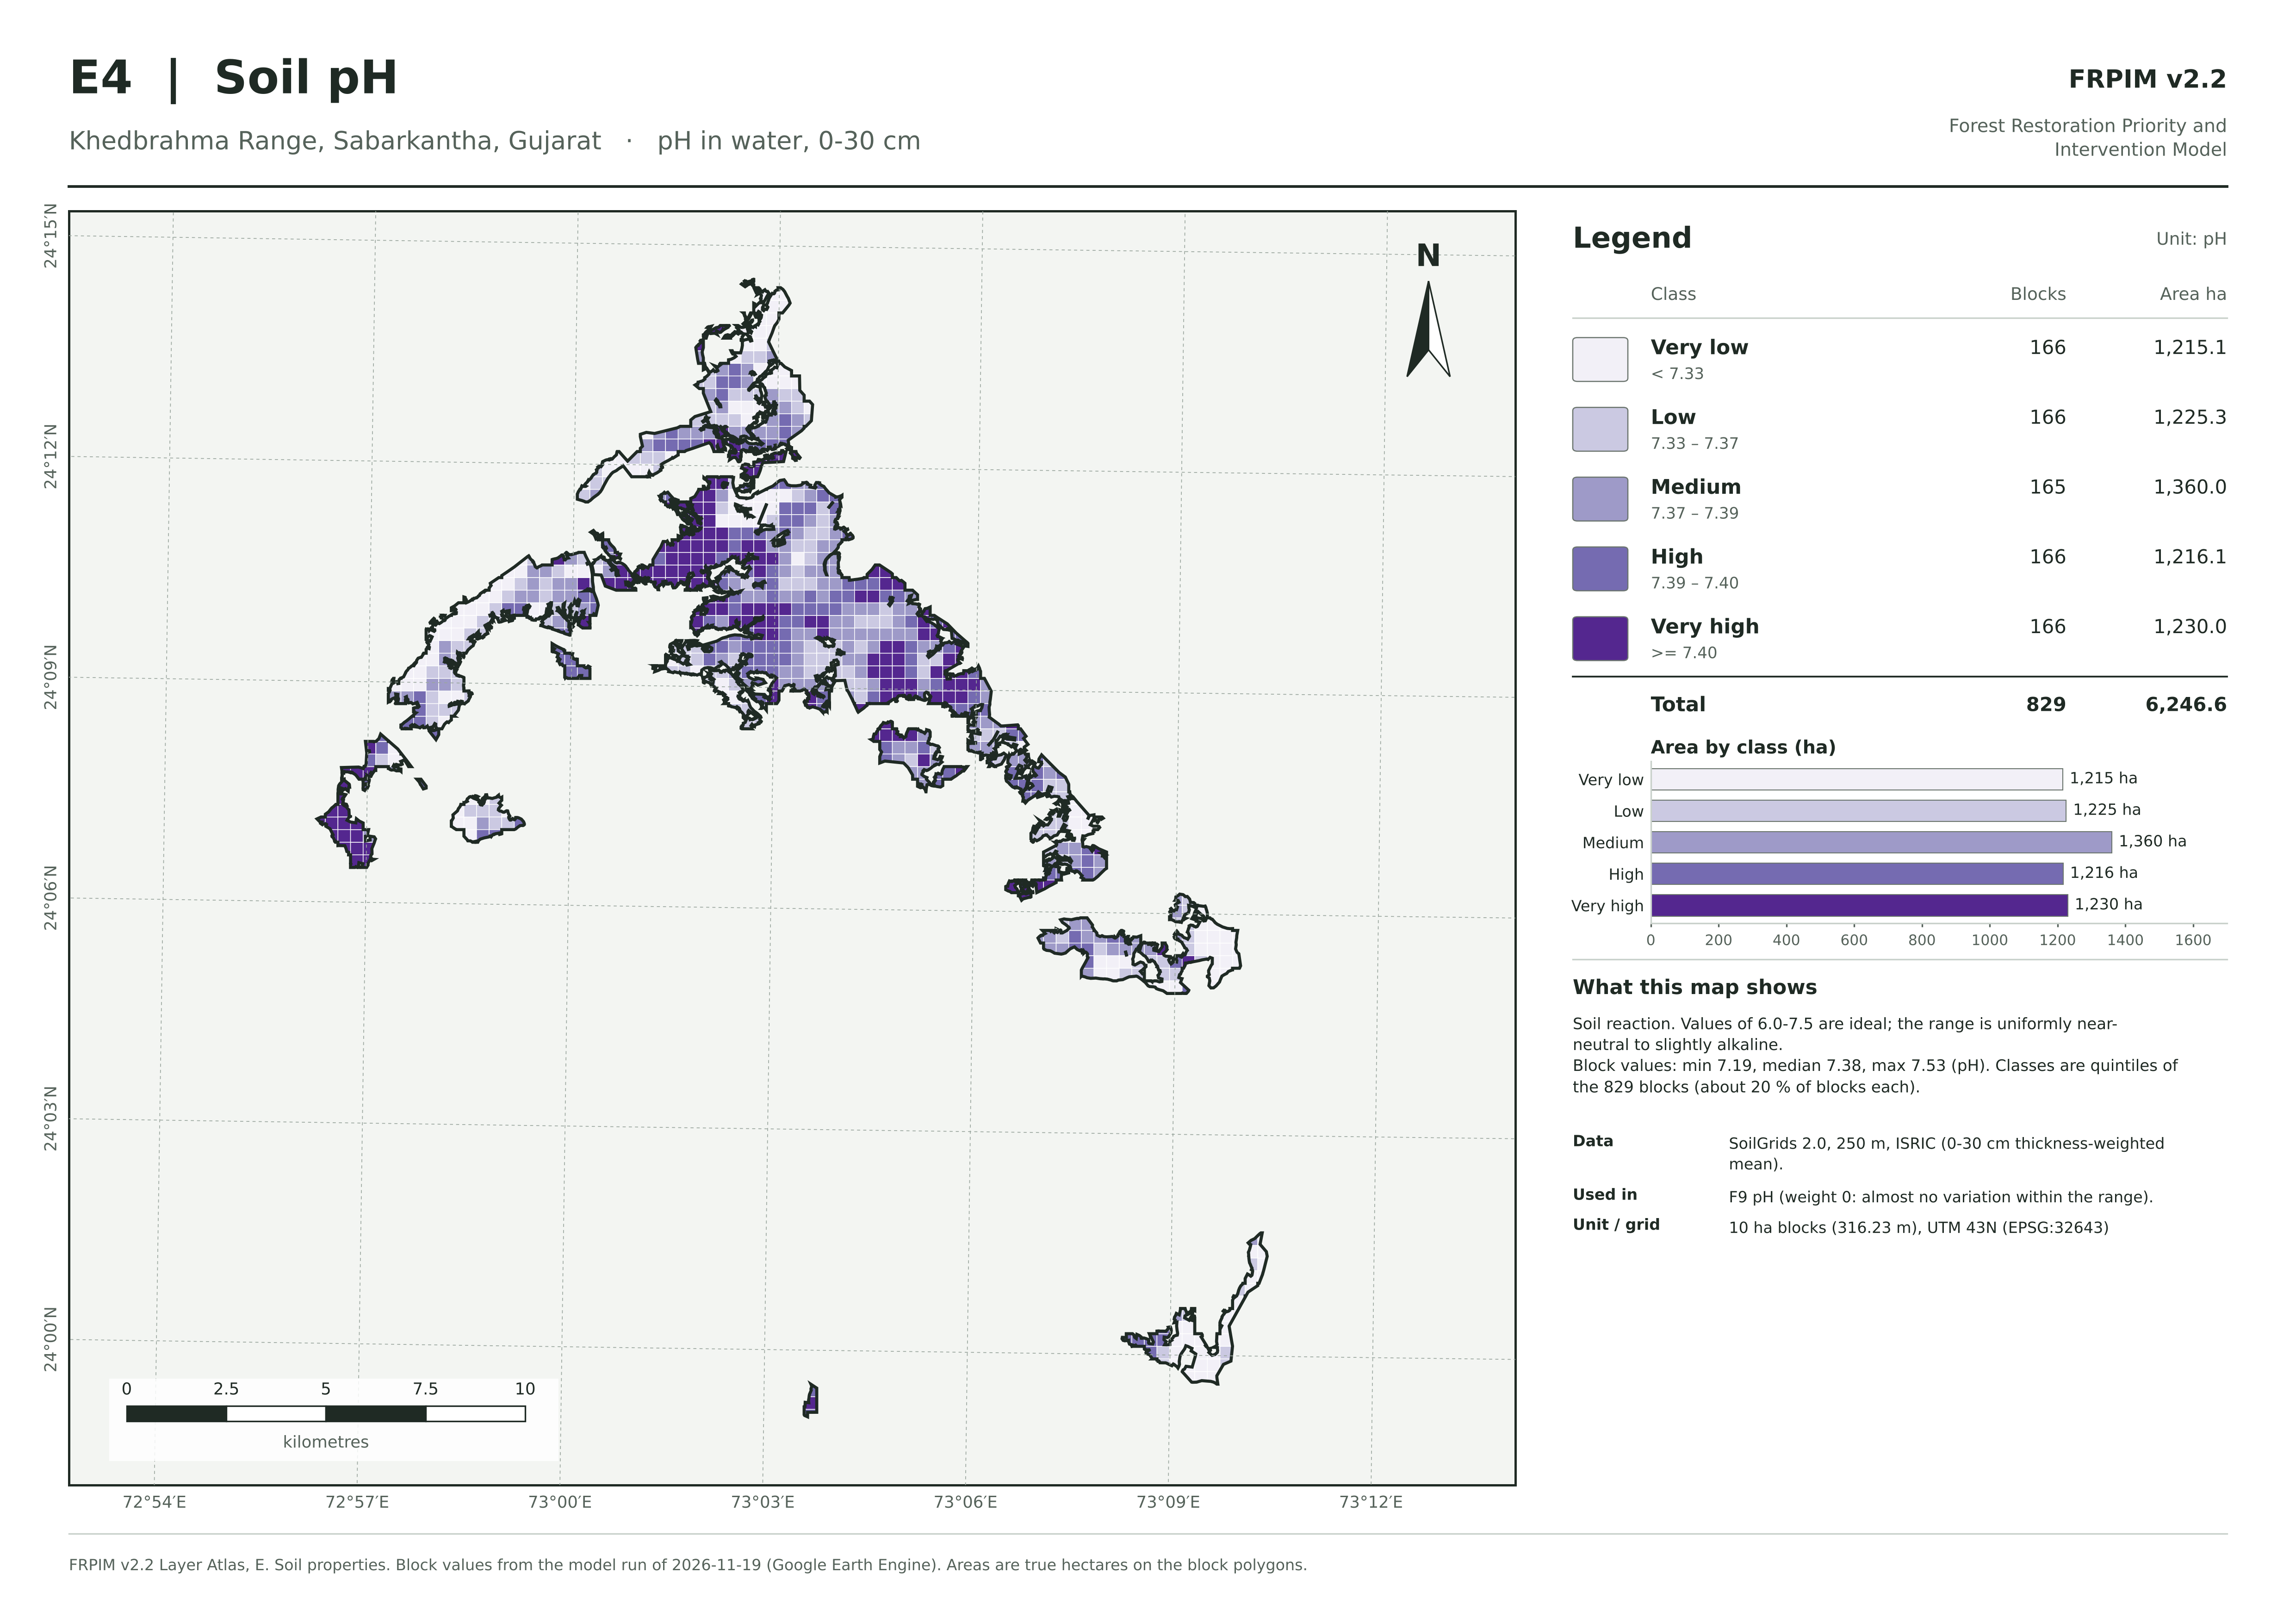 E4 | Soil pH
FRPIM v2.2
Khedbrahma Range, Sabarkantha, Gujarat · pH in water, 0-30 cm
Forest Restoration Priority and
Intervention Model
24°15′N
24°12′N
24°09′N
24°06′N
24°03′N
24°00′N
N
0 2.5 5 7.5 10
kilometres
72°54′E 72°57′E 73°00′E 73°03′E 73°06′E 73°09′E 73°12′E
Legend Unit: pH
Class Blocks Area ha
Very low 166 1,215.1
< 7.33
Low 166 1,225.3
7.33 – 7.37
Medium 165 1,360.0
7.37 – 7.39
High 166 1,216.1
7.39 – 7.40
Very high 166 1,230.0
>= 7.40
Total 829 6,246.6
Area by class (ha)
Very low 1,215 ha
Low 1,225 ha
Medium 1,360 ha
High 1,216 ha
Very high 1,230 ha
0 200 400 600 800 1000 1200 1400 1600
What this map shows
Soil reaction. Values of 6.0-7.5 are ideal; the range is uniformly near-
neutral to slightly alkaline.
Block values: min 7.19, median 7.38, max 7.53 (pH). Classes are quintiles of
the 829 blocks (about 20 % of blocks each).
Data SoilGrids 2.0, 250 m, ISRIC (0-30 cm thickness-weighted
mean).
Used in F9 pH (weight 0: almost no variation within the range).
Unit / grid 10 ha blocks (316.23 m), UTM 43N (EPSG:32643)
FRPIM v2.2 Layer Atlas, E. Soil properties. Block values from the model run of 2026-11-19 (Google Earth Engine). Areas are true hectares on the block polygons.